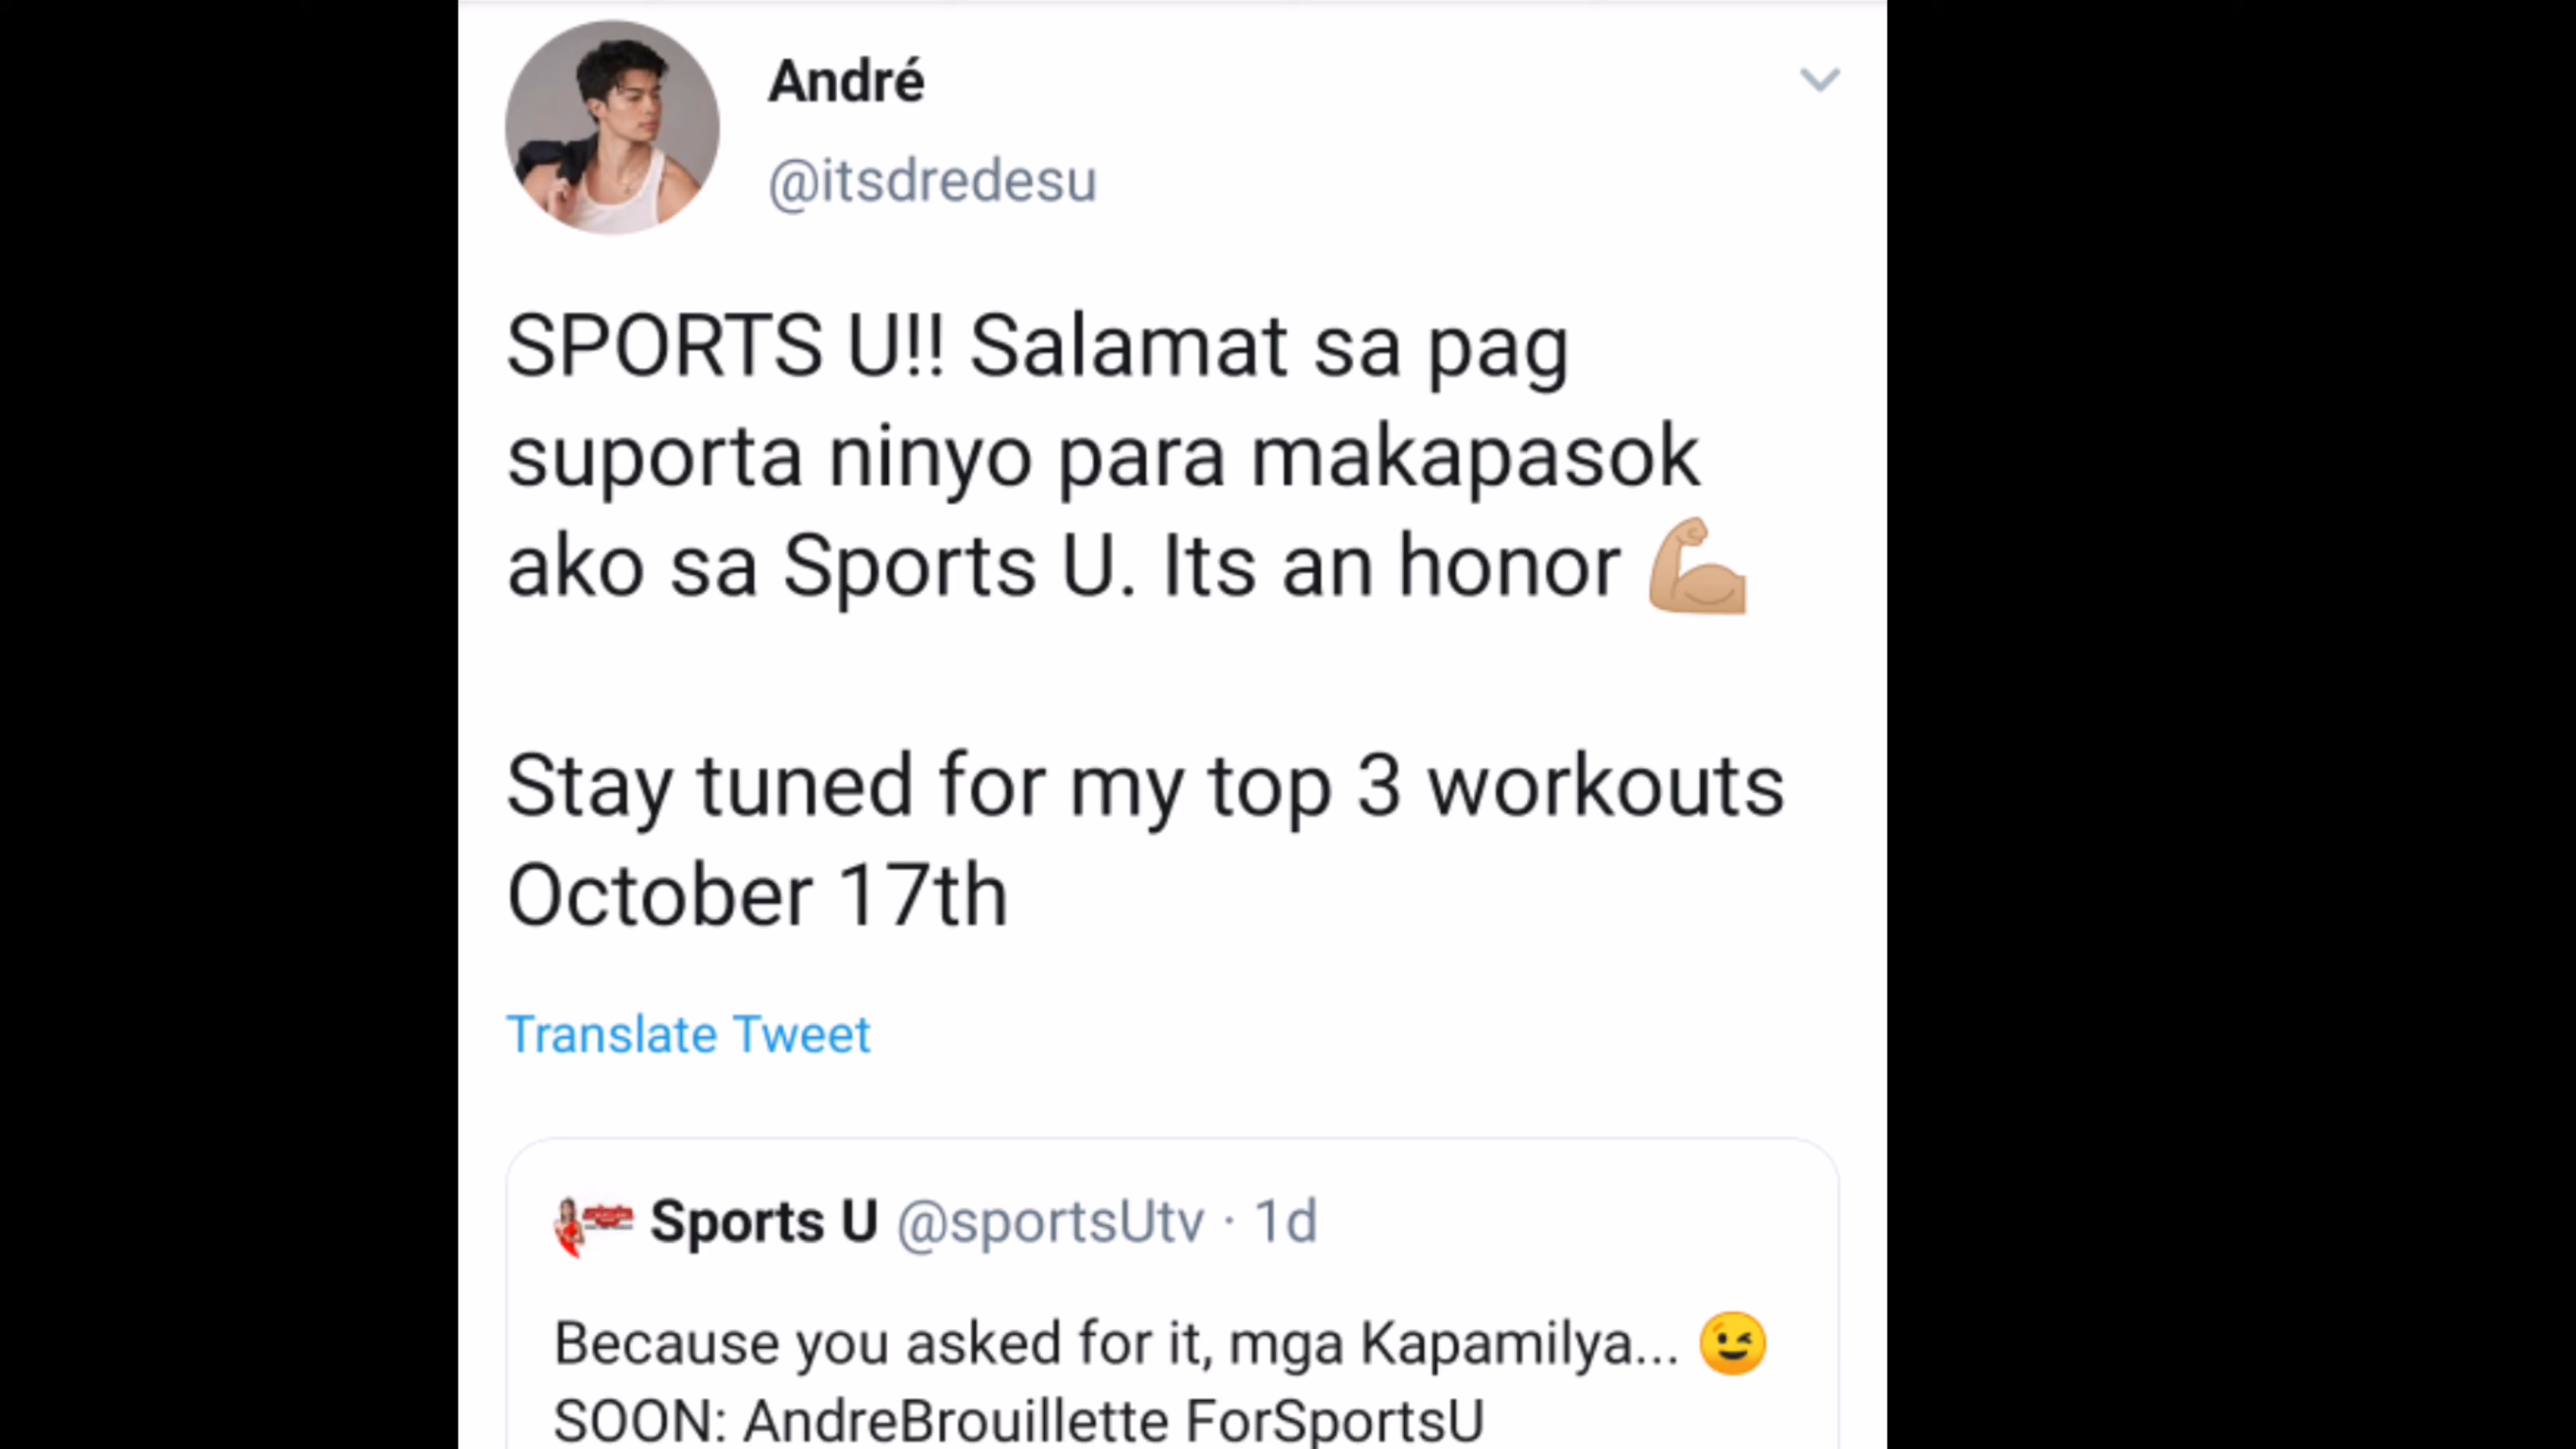 André
@itsdredesu
SPORTS U!! Salamat sa pag
suporta ninyo para makapasok
ako sa Sports U. Its an honor 💪🏼
Stay tuned for my top 3 workouts
October 17th
Translate Tweet
Sports U @sportsUtv · 1d
Because you asked for it, mga Kapamilya... 😉
SOON: AndreBrouillette ForSportsU